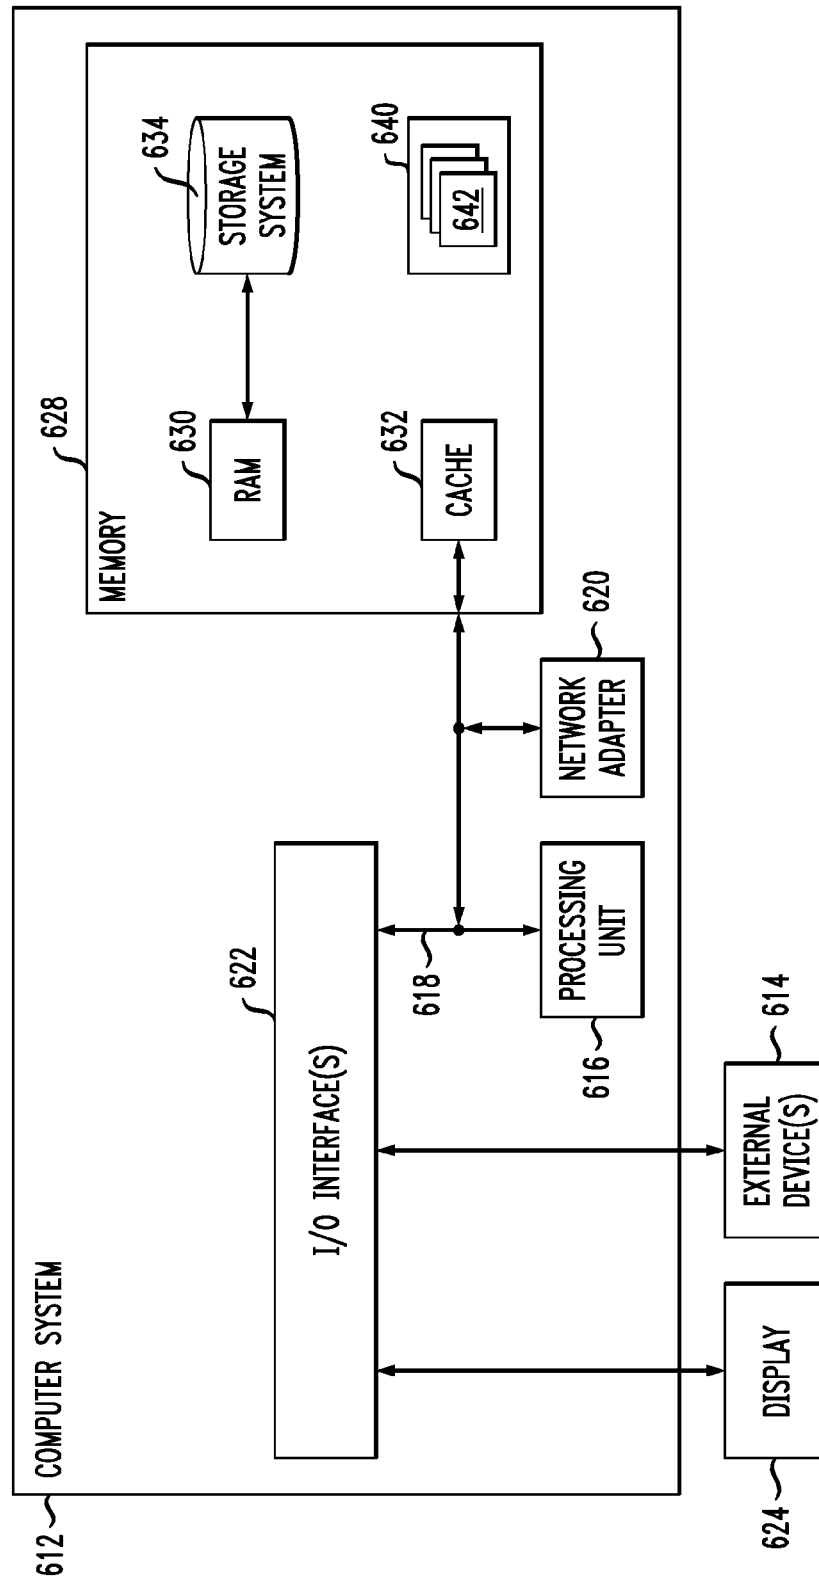 612
COMPUTER SYSTEM
628
MEMORY
630
RAM
634
STORAGE
SYSTEM
632
CACHE
640
642
622
I/O INTERFACE(S)
618
616
PROCESSING
UNIT
620
NETWORK
ADAPTER
624
DISPLAY
614
EXTERNAL
DEVICE(S)